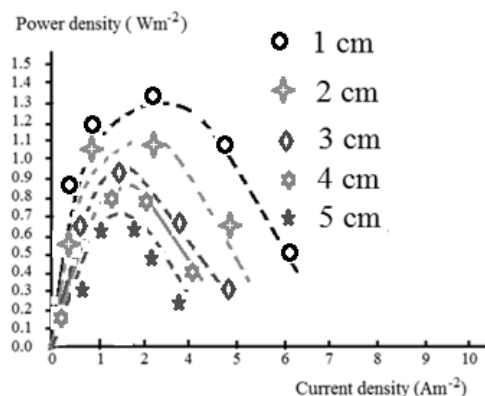 Power density ( Wm-2)
1 cm
2 cm
3 cm
4 cm
5 cm
1.5
1.4
1.3
1.2
1.1
1.0
0.9
0.8
0.7
0.6
0.5
0.4
0.3
0.2
0.1
0.0
0 1 2 3 4 5 6 7 8 9 10
Current density (Am-2)